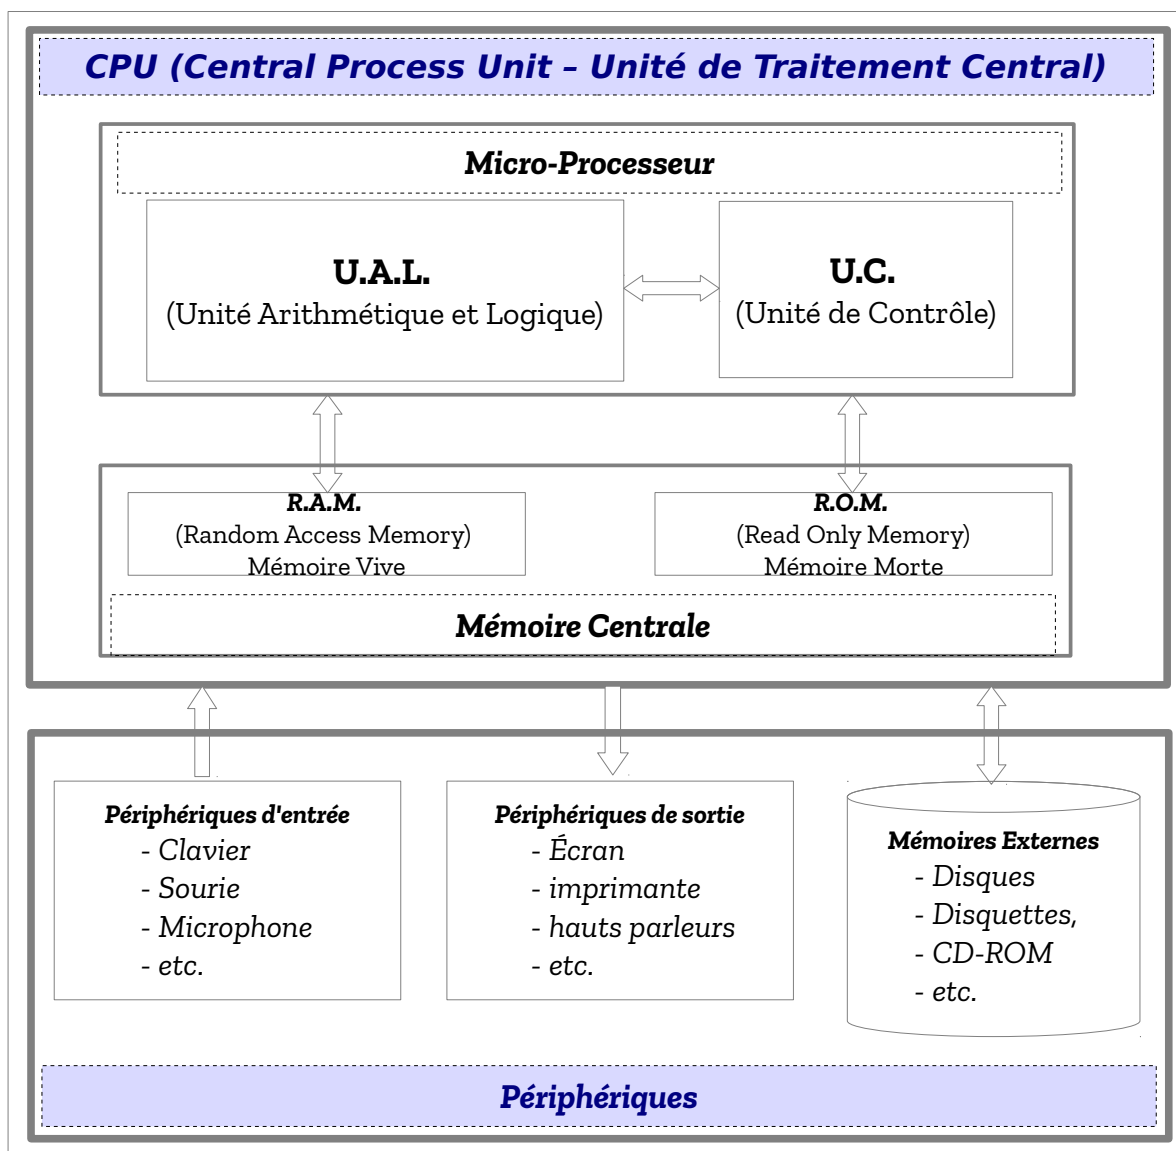 CPU (Central Process Unit – Unité de Traitement Central)
Micro-Processeur
U.A.L.
(Unité Arithmétique et Logique)
U.C.
(Unité de Contrôle)
R.A.M.
(Random Access Memory)
Mémoire Vive
R.O.M.
(Read Only Memory)
Mémoire Morte
Mémoire Centrale
Périphériques d'entrée
- Clavier
- Sourie
- Microphone
- etc.
Périphériques de sortie
- Écran
- imprimante
- hauts parleurs
- etc.
Mémoires Externes
- Disques
- Disquettes,
- CD-ROM
- etc.
Périphériques